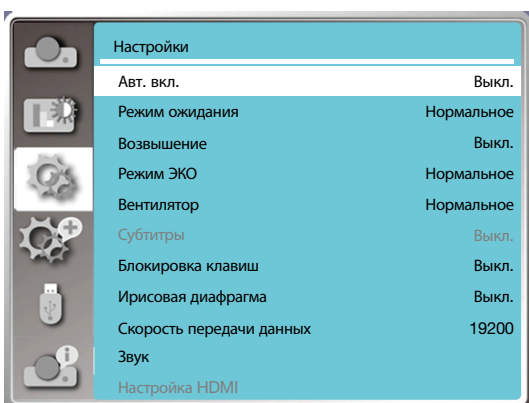 Настройки
Авт. вкл. Выкл.
Режим ожидания Нормальное
Возвышение Выкл.
Режим ЭКО Нормальное
Вентилятор Нормальное
Субтитры Выкл.
Блокировка клавиш Выкл.
Ирисовая диафрагма Выкл.
Скорость передачи данных 19200
Звук
Настройка HDMI